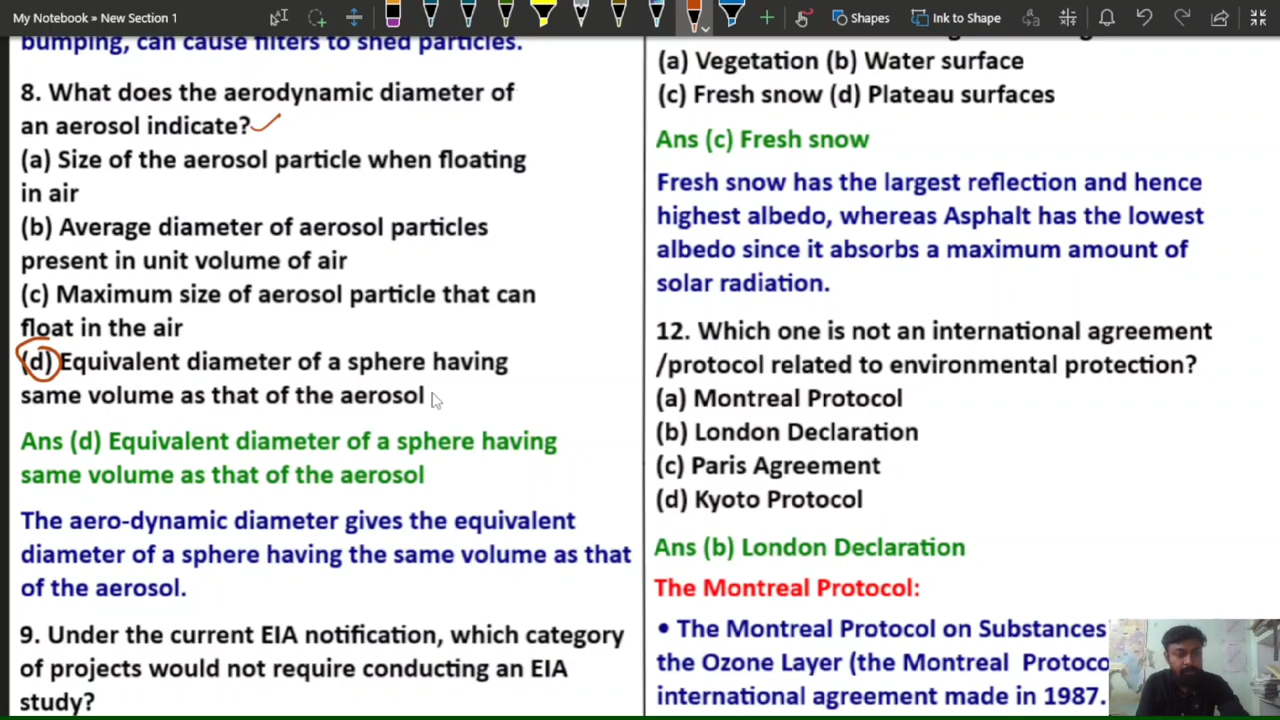 My Notebook » New Section 1
Shapes
Ink to Shape
bumping, can cause filters to shed particles.
8. What does the aerodynamic diameter of
an aerosol indicate?
(a) Size of the aerosol particle when floating
in air
(b) Average diameter of aerosol particles
present in unit volume of air
(c) Maximum size of aerosol particle that can
float in the air
(d) Equivalent diameter of a sphere having
same volume as that of the aerosol
Ans (d) Equivalent diameter of a sphere having
same volume as that of the aerosol
The aero-dynamic diameter gives the equivalent
diameter of a sphere having the same volume as that
of the aerosol.
9. Under the current EIA notification, which category
of projects would not require conducting an EIA
study?
(a) Vegetation (b) Water surface
(c) Fresh snow (d) Plateau surfaces
Ans (c) Fresh snow
Fresh snow has the largest reflection and hence
highest albedo, whereas Asphalt has the lowest
albedo since it absorbs a maximum amount of
solar radiation.
12. Which one is not an international agreement
/protocol related to environmental protection?
(a) Montreal Protocol
(b) London Declaration
(c) Paris Agreement
(d) Kyoto Protocol
Ans (b) London Declaration
The Montreal Protocol:
• The Montreal Protocol on Substances
the Ozone Layer (the Montreal Protoco
international agreement made in 1987.